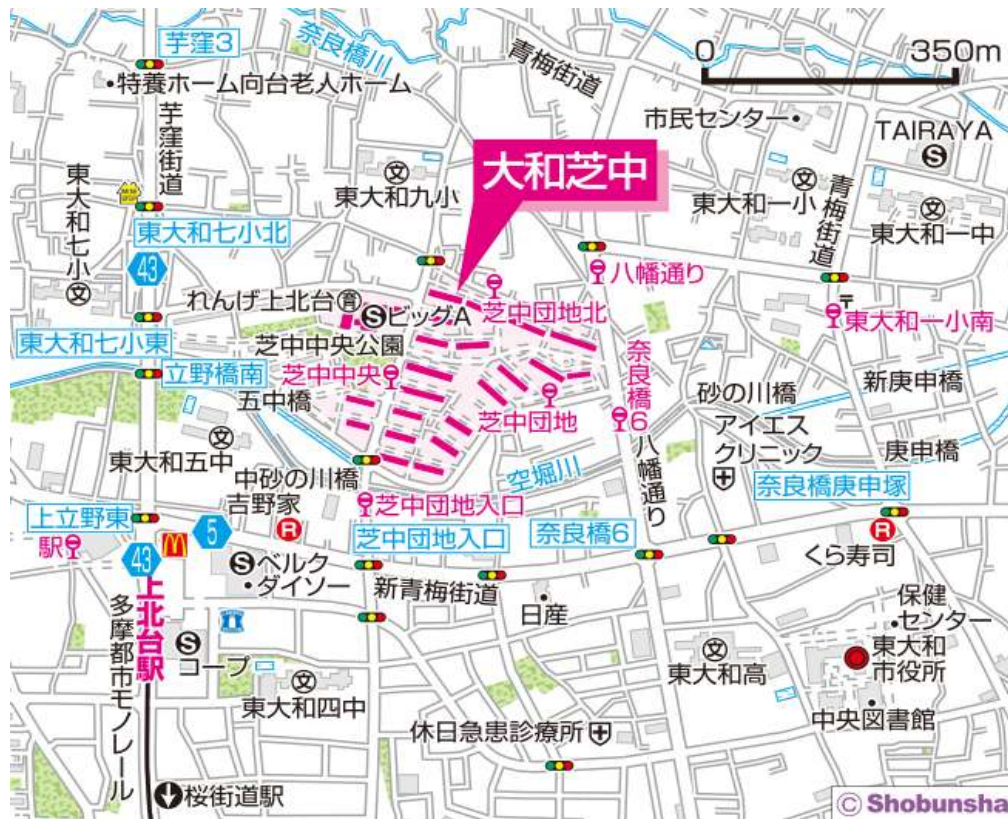 芋窪3
奈良橋川
青梅街道
0 350m
特養ホーム向台老人ホーム
市民センター
TAIRAYA
S
芋窪街道
東大和七小
文
文
東大和九小
大和芝中
文
東大和一小
青梅街道
文
東大和一中
東大和七小北
43
八幡通り
れんげ上北台
育
S
ビッグA
芝団地北
〒
東大和一小南
東大和七小東
芝中中央公園
立野橋南
芝中中央
奈良橋6
砂の川橋
新庚申橋
五中橋
芝中団地
アイエス
クリニック
文
東大和五中
中砂の川橋
空堀川
八幡通り
庚申橋
吉野家
R
芝中団地入口
奈良橋庚申塚
上立野東
駅
43
5
芝中団地入口
奈良橋6
R
くら寿司
S
ベルク
ダイソー
新青梅街道
日産
保健
センター
上北台駅
多摩都市モノレール
S
コープ
文
東大和四中
文
東大和高
東大和
市役所
中央図書館
休日急患診療所
桜街道駅
© Shobunsha